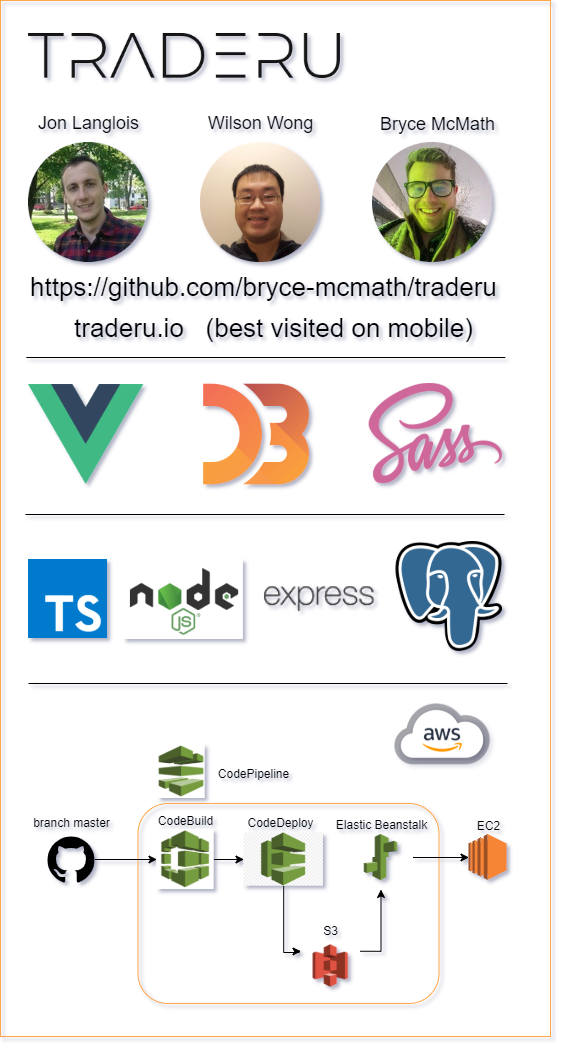 TRADERU
Jon Langlois Wilson Wong Bryce McMath
https://github.com/bryce-mcmath/traderu
traderu.io (best visited on mobile)
D3
Sass
TS node express
JS
aws
CodePipeline
branch master CodeBuild CodeDeploy Elastic Beanstalk EC2
S3